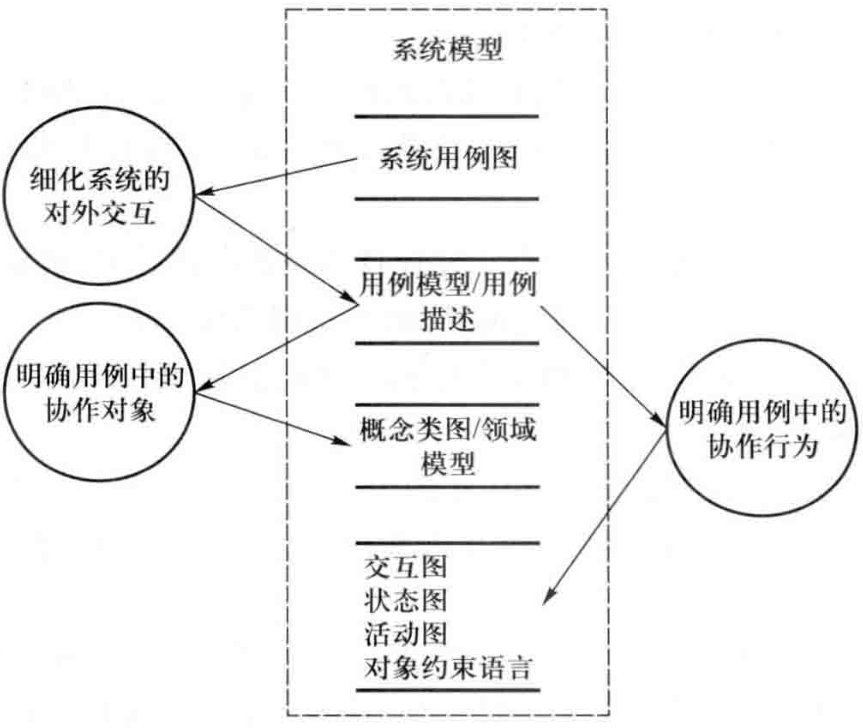 系统模型
系统用例图
细化系统的
对外交互
用例模型/用例
描述
明确用例中的
协作对象
概念类图/领域
模型
明确用例中的
协作行为
交互图
状态图
活动图
对象约束语言